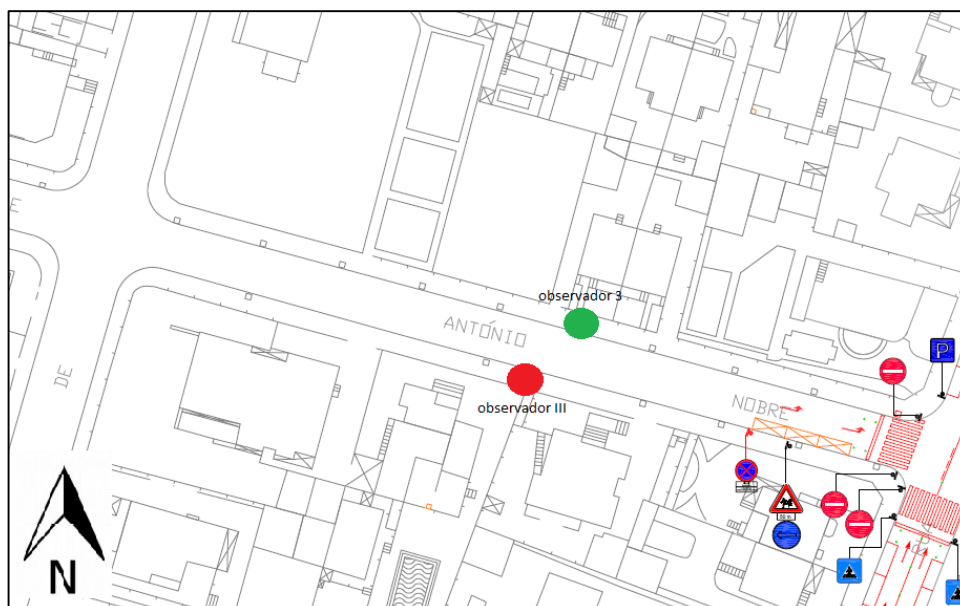 E
observador 3
ANTÓNIO
P
DE
NOBRE
observador III
N